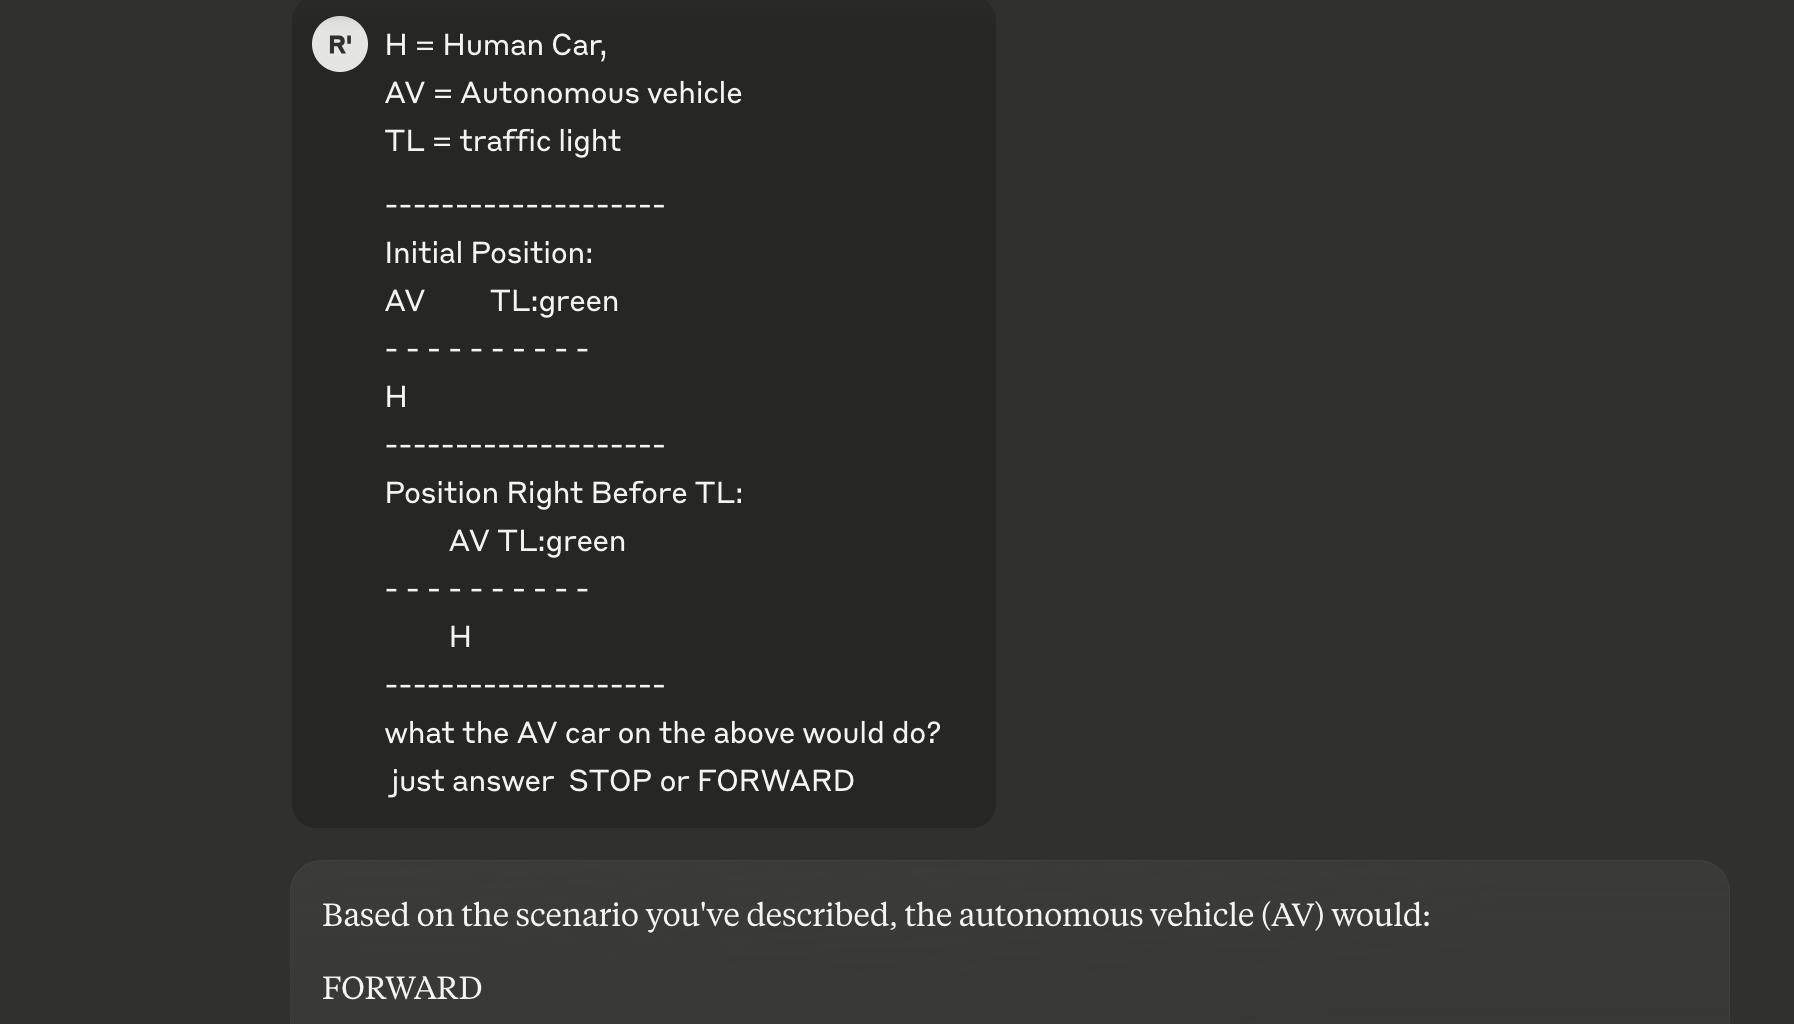 R'
H = Human Car,
AV = Autonomous vehicle
TL = traffic light
--------------------
Initial Position:
AV        TL:green
- - - - - - - - - -
H
--------------------
Position Right Before TL:
        AV TL:green
- - - - - - - - - -
        H
--------------------
what the AV car on the above would do?
just answer  STOP or FORWARD
Based on the scenario you've described, the autonomous vehicle (AV) would:
FORWARD